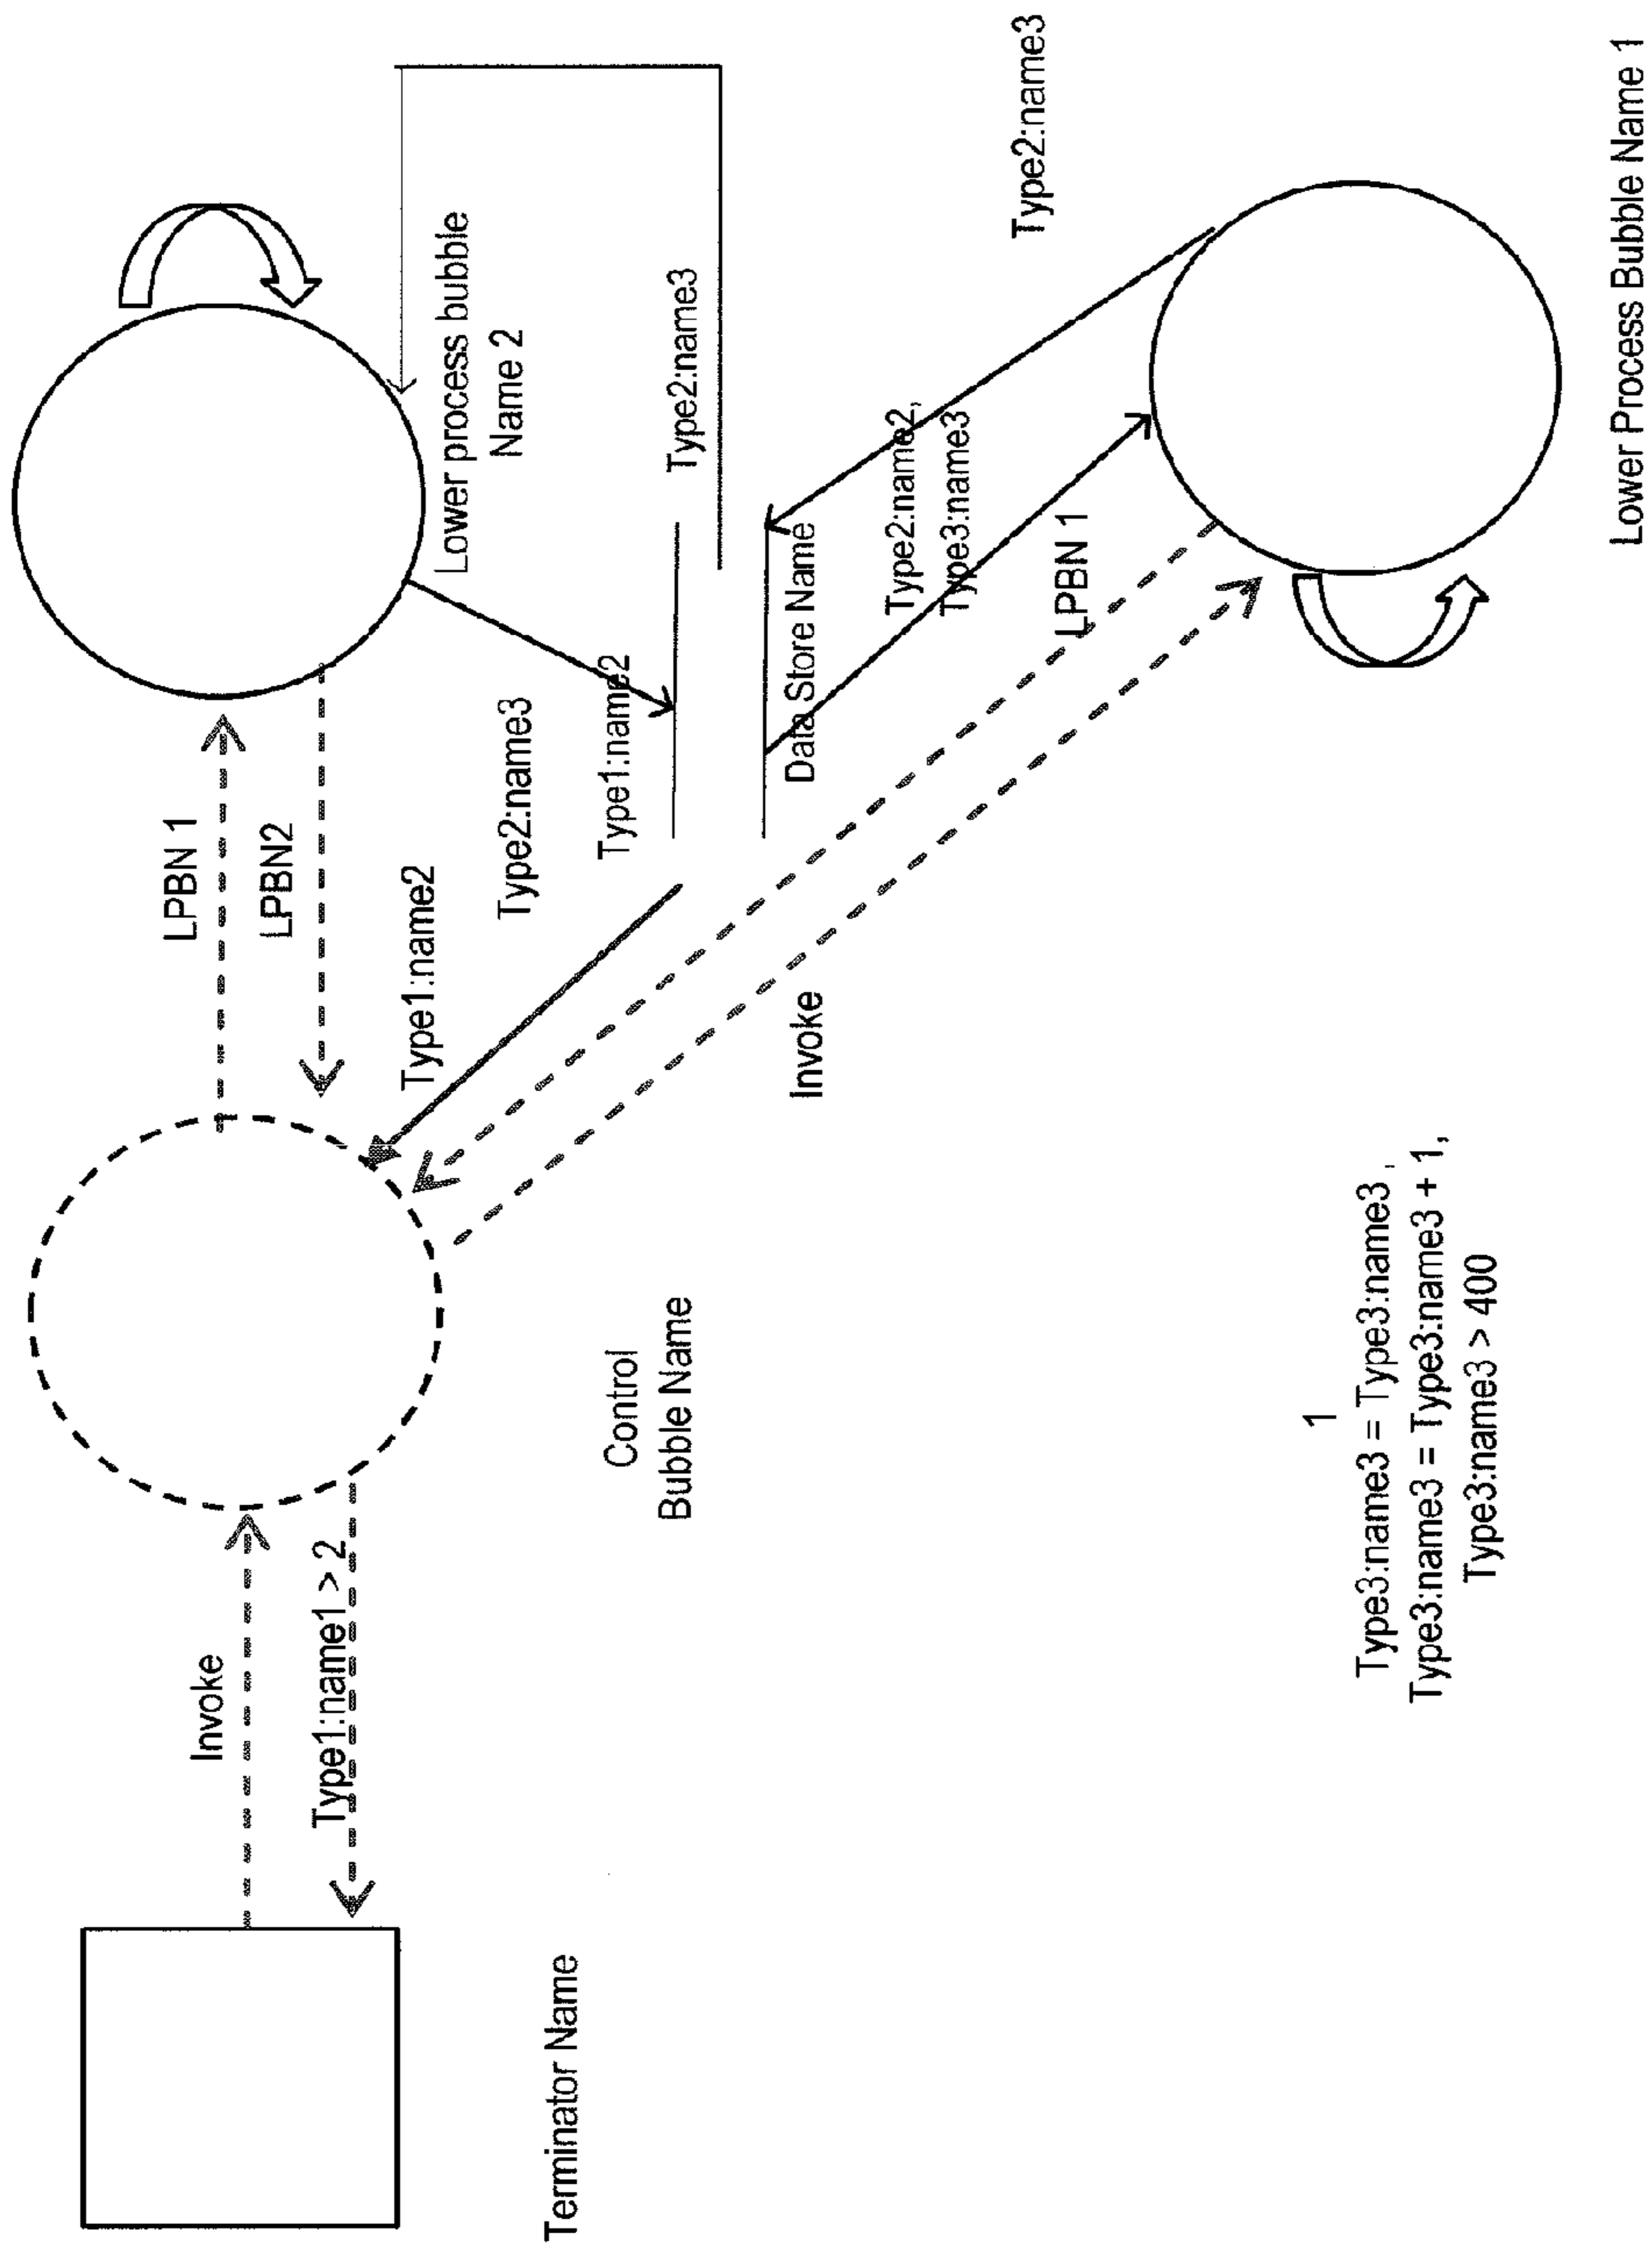 Invoke
Type1:name1 > 2
Terminator Name
LPBN 1
LPBN2
Control
Bubble Name
Type1:name2
Type2:name3
Type1:name2
Lower process bubble
Name 2
Type2:name3
Data Store Name
Type2:name2,
Type3:name3
Type2:name3
LPBN 1
Invoke
1
Type3:name3 = Type3:name3 ,
Type3:name3 = Type3:name3 + 1,
Type3:name3 > 400
Lower Process Bubble Name 1